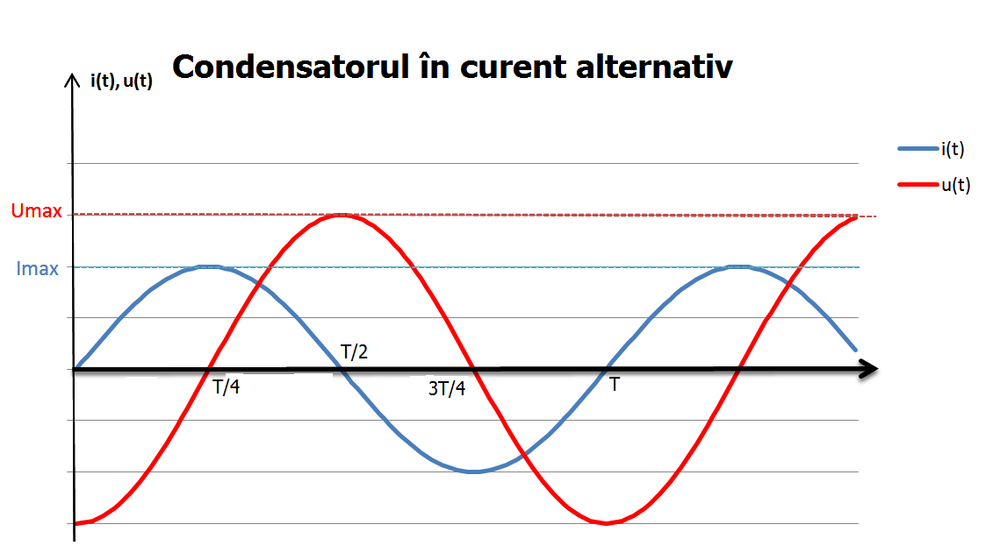 Condensatorul în curent alternativ
i(t), u(t)
i(t)
u(t)
Umax
Imax
T/2
T/4
3T/4
T